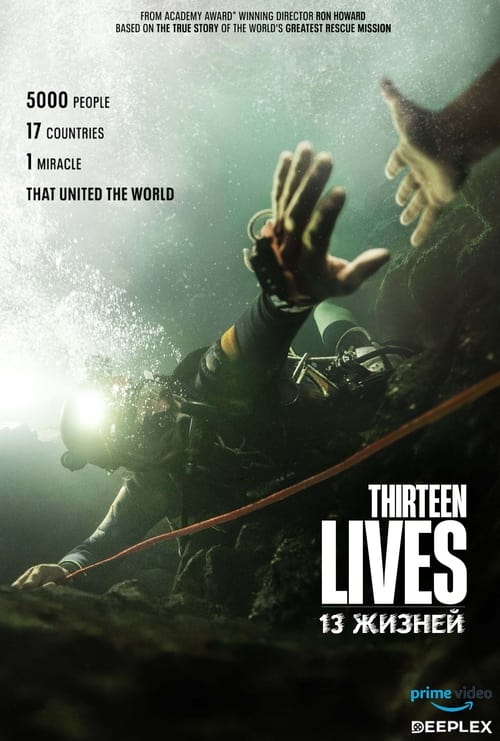 FROM ACADEMY AWARD® WINNING DIRECTOR RON HOWARD
BASED ON THE TRUE STORY OF THE WORLD'S GREATEST RESCUE MISSION
5000 PEOPLE
17 COUNTRIES
1 MIRACLE
THAT UNITED THE WORLD
THIRTEEN
LIVES
13 ЖИЗНЕЙ
prime video
DEEPLEX